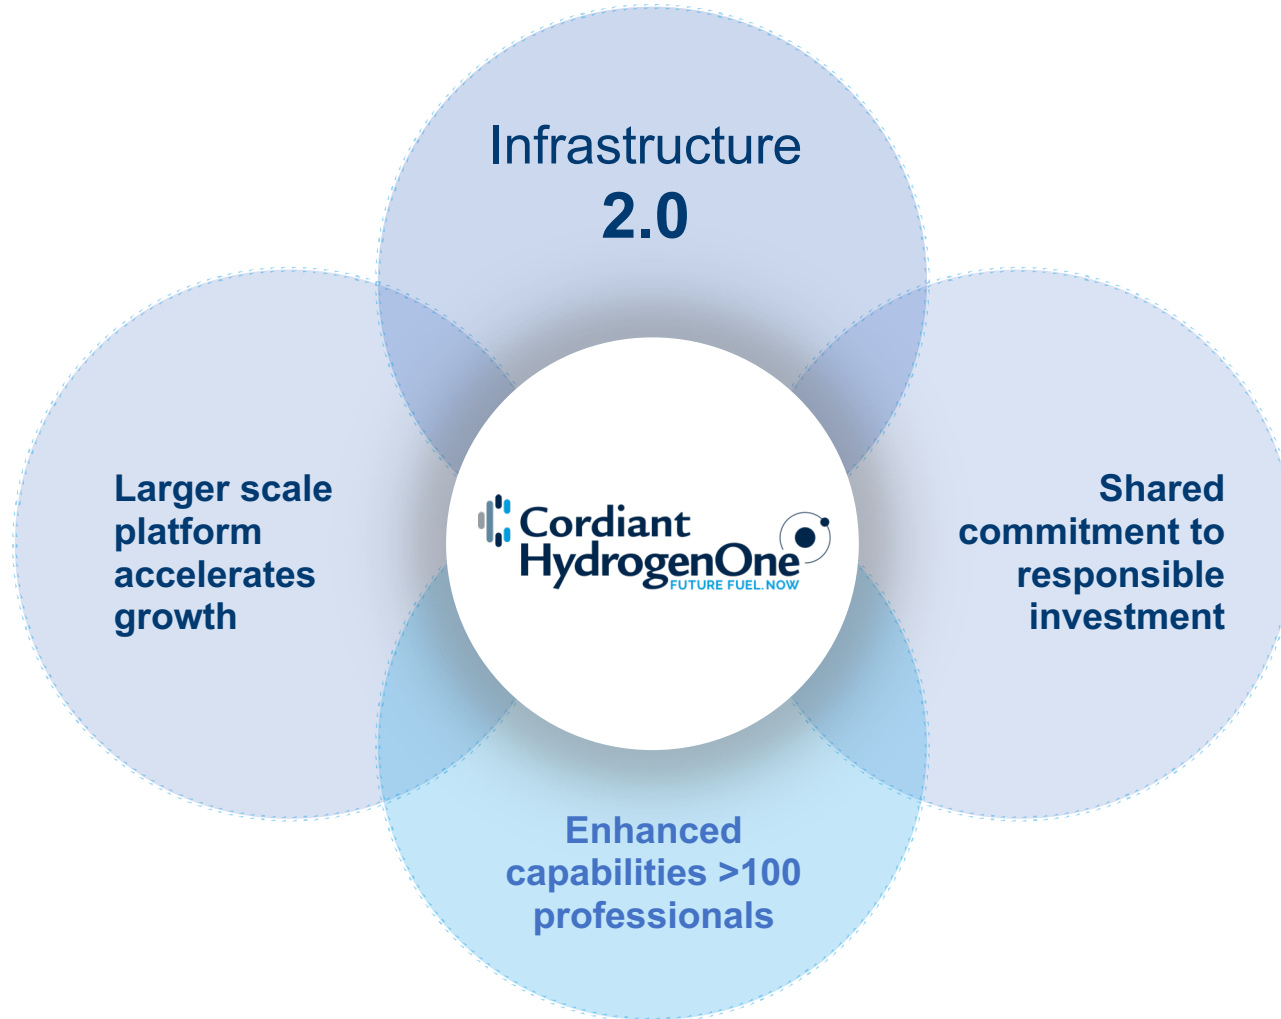 Infrastructure
2.0
Larger scale
platform
accelerates
growth
Cordiant
HydrogenOne
FUTURE FUEL.NOW
Shared
commitment to
responsible
investment
Enhanced
capabilities >100
professionals